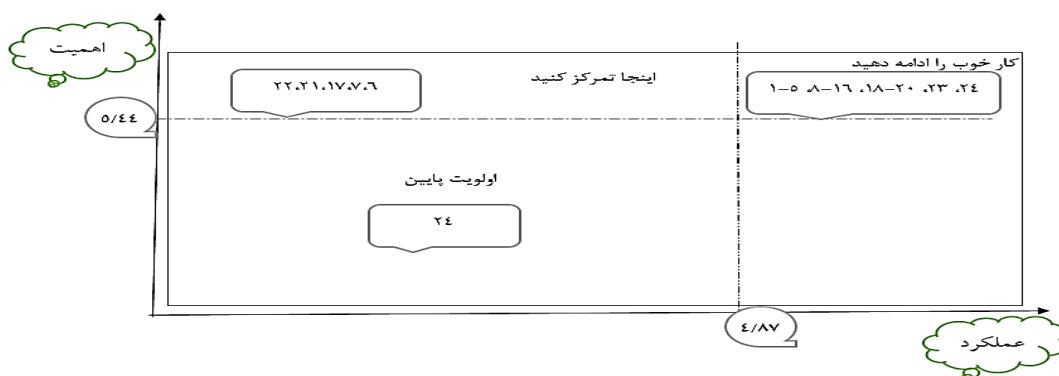 اهمیت
کار خوب را ادامه دهید
اینجا تمرکز کنید
۱-۵ ،۸-۱۶ ،۱۸-۲۰ ،۲۳ ،۲۴
۲۲،۲۱،۱۷،۷،۶
۵/۴۴
اولویت پایین
۲۴
۴/۸۷
عملکرد